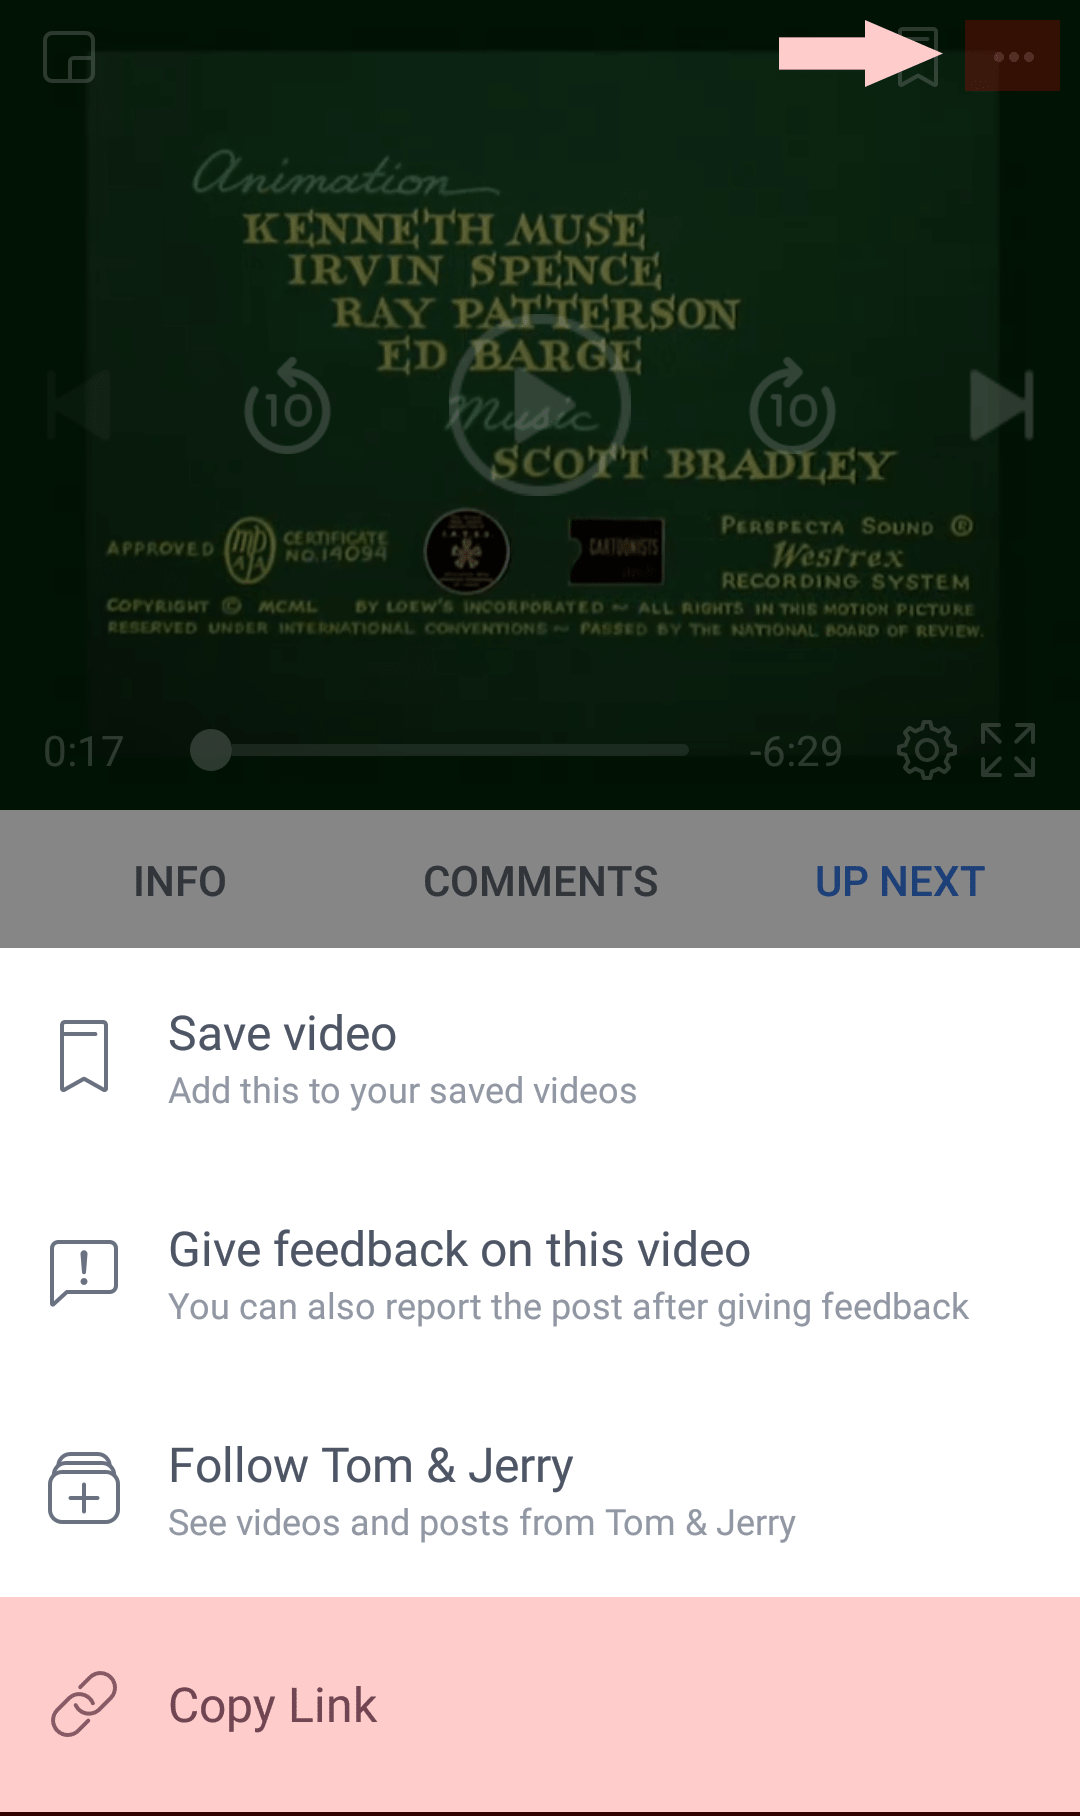 Animation
KENNETH MUSE
IRVIN SPENCE
RAY PATTERSON
ED BARGE
10
10
Music
SCOTT BRADLEY
APPROVED
MPAA
CERTIFICATE
NO.14094
CARTOONISTS
PERSPECTA SOUND ®
Westrex
RECORDING SYSTEM
COPYRIGHT © MCML BY LOEW'S INCORPORATED ~ ALL RIGHTS IN THIS MOTION PICTURE
RESERVED UNDER INTERNATIONAL CONVENTIONS ~ PASSED BY THE NATIONAL BOARD OF REVIEW.
0:17
-6:29
INFO COMMENTS UP NEXT
Save video
Add this to your saved videos
Give feedback on this video
You can also report the post after giving feedback
Follow Tom & Jerry
See videos and posts from Tom & Jerry
Copy Link